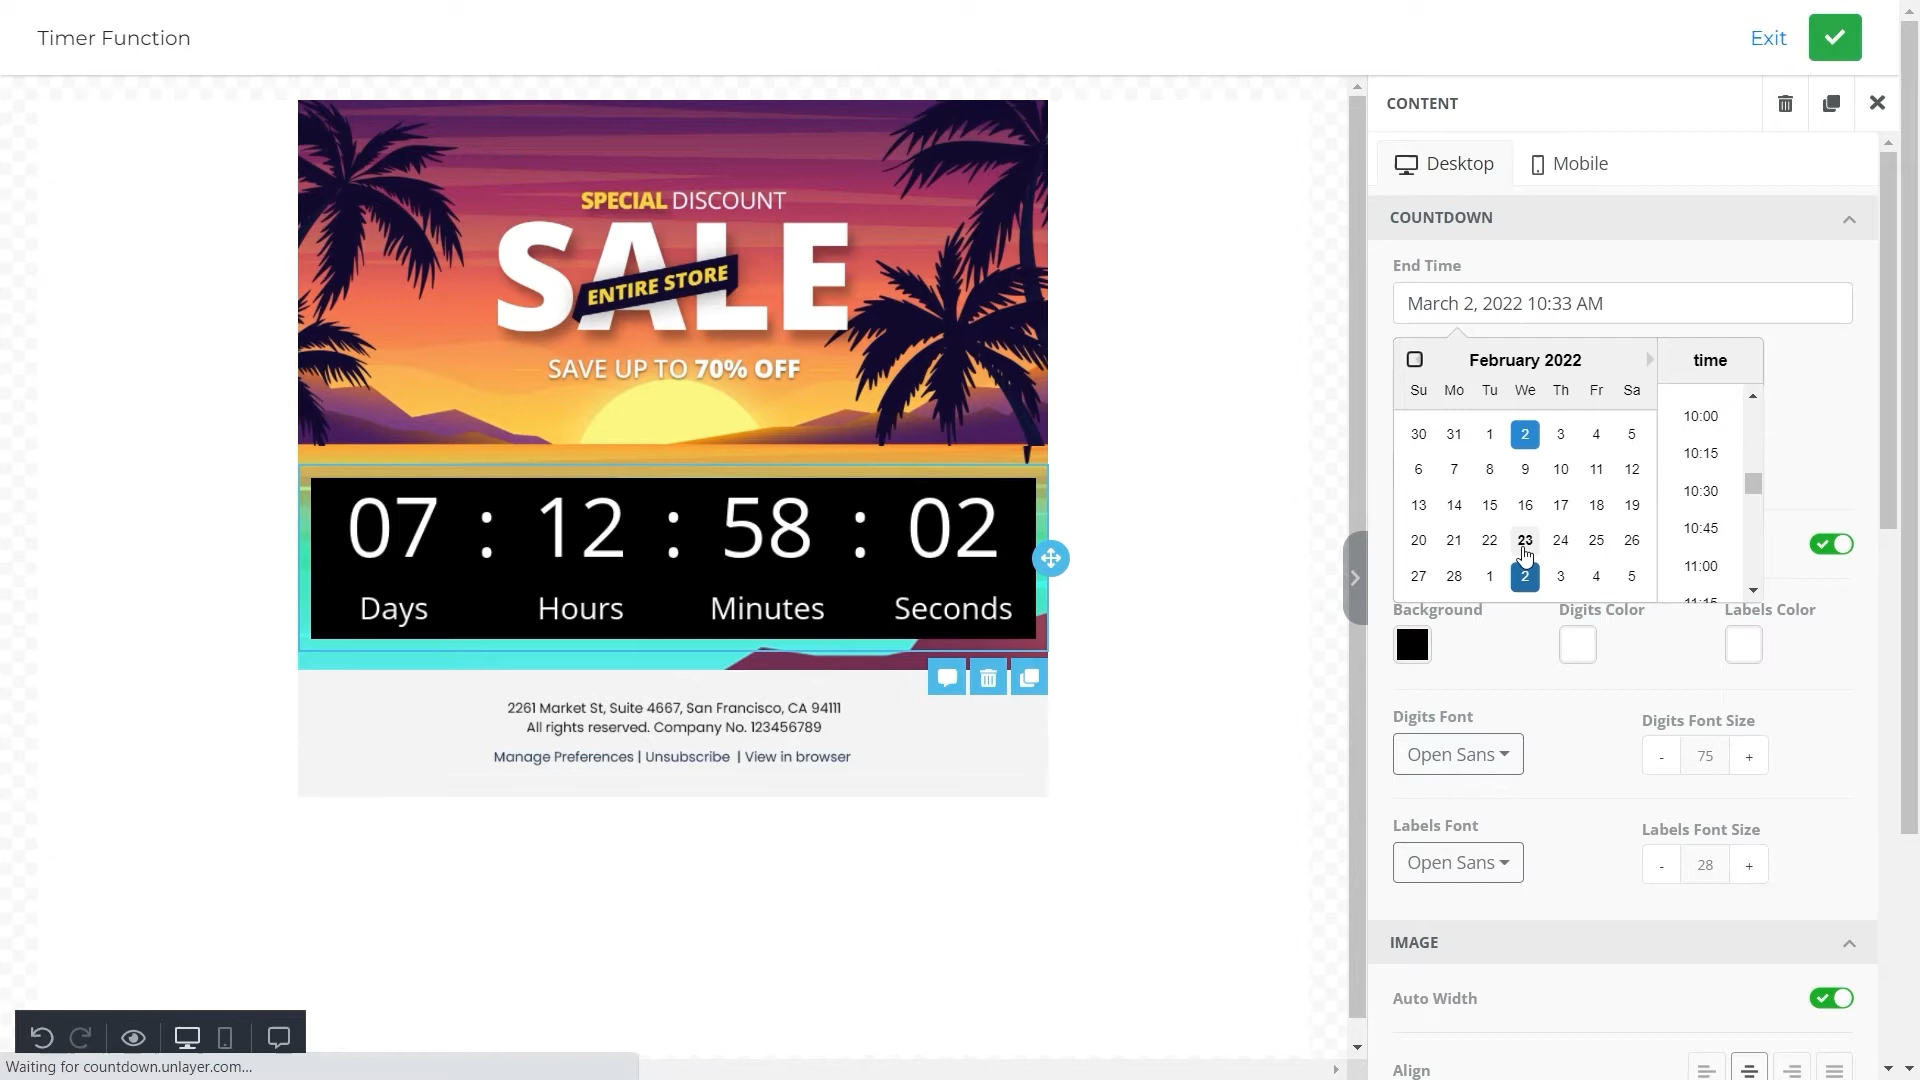 Timer Function
Exit
SPECIAL DISCOUNT
SALE
ENTIRE STORE
SAVE UP TO 70% OFF
07 : 12 : 58 : 02
Days Hours Minutes Seconds
2261 Market St, Suite 4667, San Francisco, CA 94111
All rights reserved. Company No. 123456789
Manage Preferences | Unsubscribe | View in browser
Waiting for countdown.unlayer.com...
CONTENT
Desktop Mobile
COUNTDOWN
End Time
March 2, 2022 10:33 AM
February 2022
Su Mo Tu We Th Fr Sa
30 31 1 2 3 4 5
6 7 8 9 10 11 12
13 14 15 16 17 18 19
20 21 22 23 24 25 26
27 28 1 2 3 4 5
time
10:00
10:15
10:30
10:45
11:00
11:15
Background Digits Color Labels Color
Digits Font Digits Font Size
Open Sans - 75 +
Labels Font Labels Font Size
Open Sans - 28 +
IMAGE
Auto Width
Align